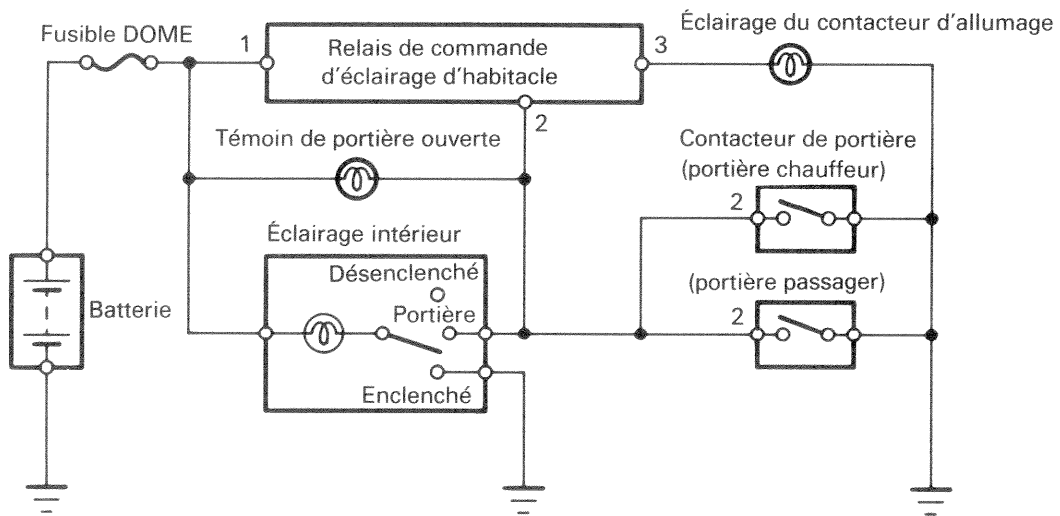 Éclairage du contacteur d'allumage
Fusible DOME
1
Relais de commande
d'éclairage d'habitacle
3
2
Témoin de portière ouverte
Contacteur de portière
(portière chauffeur)
2
Éclairage intérieur
Désenclenché
Portière
Enclenché
(portière passager)
2
Batterie